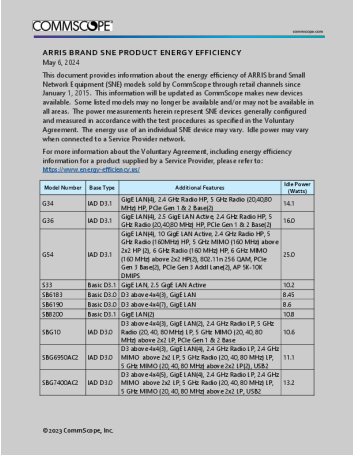 COMMSCOPE®
commscope.com
ARRIS BRAND SNE PRODUCT ENERGY EFFICIENCY
May 6, 2024
This document provides information about the energy efficiency of ARRIS brand Small
Network Equipment (SNE) models sold by CommScope through retail channels since
January 1, 2015. This information will be updated as CommScope makes new devices
available. Some listed models may no longer be available and/or may not be available in
all areas. The power measurements herein represent SNE devices generally configured
and measured in accordance with the test procedures as specified in the Voluntary
Agreement. The energy use of an individual SNE device may vary. Idle power may vary
when connected to a Service Provider network.
For more information about the Voluntary Agreement, including energy efficiency
information for a product supplied by a Service Provider, please refer to:
https://www.energy-efficiency.us/
Model Number Base Type Additional Features Idle Power (Watts)
G34 IAD D3.1 GigE LAN(4), 2.4 GHz Radio HP, 5 GHz Radio (20,40,80
MHz) HP, PCIe Gen 1 & 2 Base(2) 14.1
G36 IAD D3.1 GigE LAN(4), 2.5 GigE LAN Active, 2.4 GHz Radio HP, 5
GHz Radio (20,40,80MHz) HP, PCIe Gen 1 & 2 Base(2) 16.0
G54 IAD D3.1 GigE LAN(4), 10 GigE LAN Active, 2.4 GHz Radio HP, 5
GHz Radio (160MHz) HP, 5 GHz MIMO (160 MHz) above
2x2 HP (2), 6 GHz Radio (160 MHz) HP, 6 GHz MIMO
(160 MHz) above 2x2 HP(2), 802.11n 256 QAM, PCIe
Gen 3 Base(2), PCIe Gen 3 Addl Lane(2), AP 5K-10K
DMIPS 25.0
S33 Basic D3.1 GigE LAN, 2.5 GigE LAN Active 10.2
SB6183 Basic D3.0 D3 above 4x4(3), GigE LAN 8.45
SB6190 Basic D3.0 D3 above 4x4(7), GigE LAN 8.6
SB8200 Basic D3.1 GigE LAN(2) 10.8
SBG10 IAD D3.0 D3 above 4x4(3), GigE LAN(2), 2.4 GHz Radio LP, 5 GHz
Radio (20, 40, 80 MHz) LP, 5 GHz MIMO (20, 40, 80
MHz) above 2x2 LP, PCIe Gen 1 & 2 Base 10.6
SBG6950AC2 IAD D3.0 D3 above 4x4(3), GigE LAN(4), 2.4 GHz Radio LP, 2.4 GHz
MIMO above 2x2 LP, 5 GHz Radio (20, 40, 80 MHz) LP,
5 GHz MIMO (20, 40, 80 MHz) above 2x2 LP(2), USB2 11.1
SBG7400AC2 IAD D3.0 D3 above 4x4(5), GigE LAN(4), 2.4 GHz Radio LP, 2.4 GHz
MIMO above 2x2 LP, 5 GHz Radio (20, 40, 80 MHz) LP,
5 GHz MIMO (20, 40, 80 MHz) above 2x2 LP, USB2 13.2
©2023 CommScope, Inc.